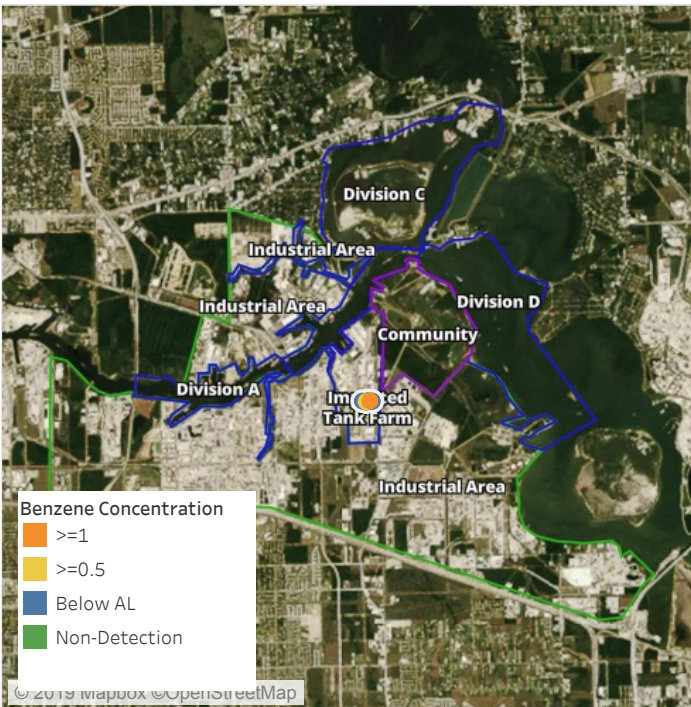 Division C
Industrial Area
Division D
Industrial Area
Community
Division A
Tank Farm
Industrial Area
Benzene Concentration
>=1
>=0.5
Below AL
Non-Detection
© 2019 Mapbox ©OpenStreetMap